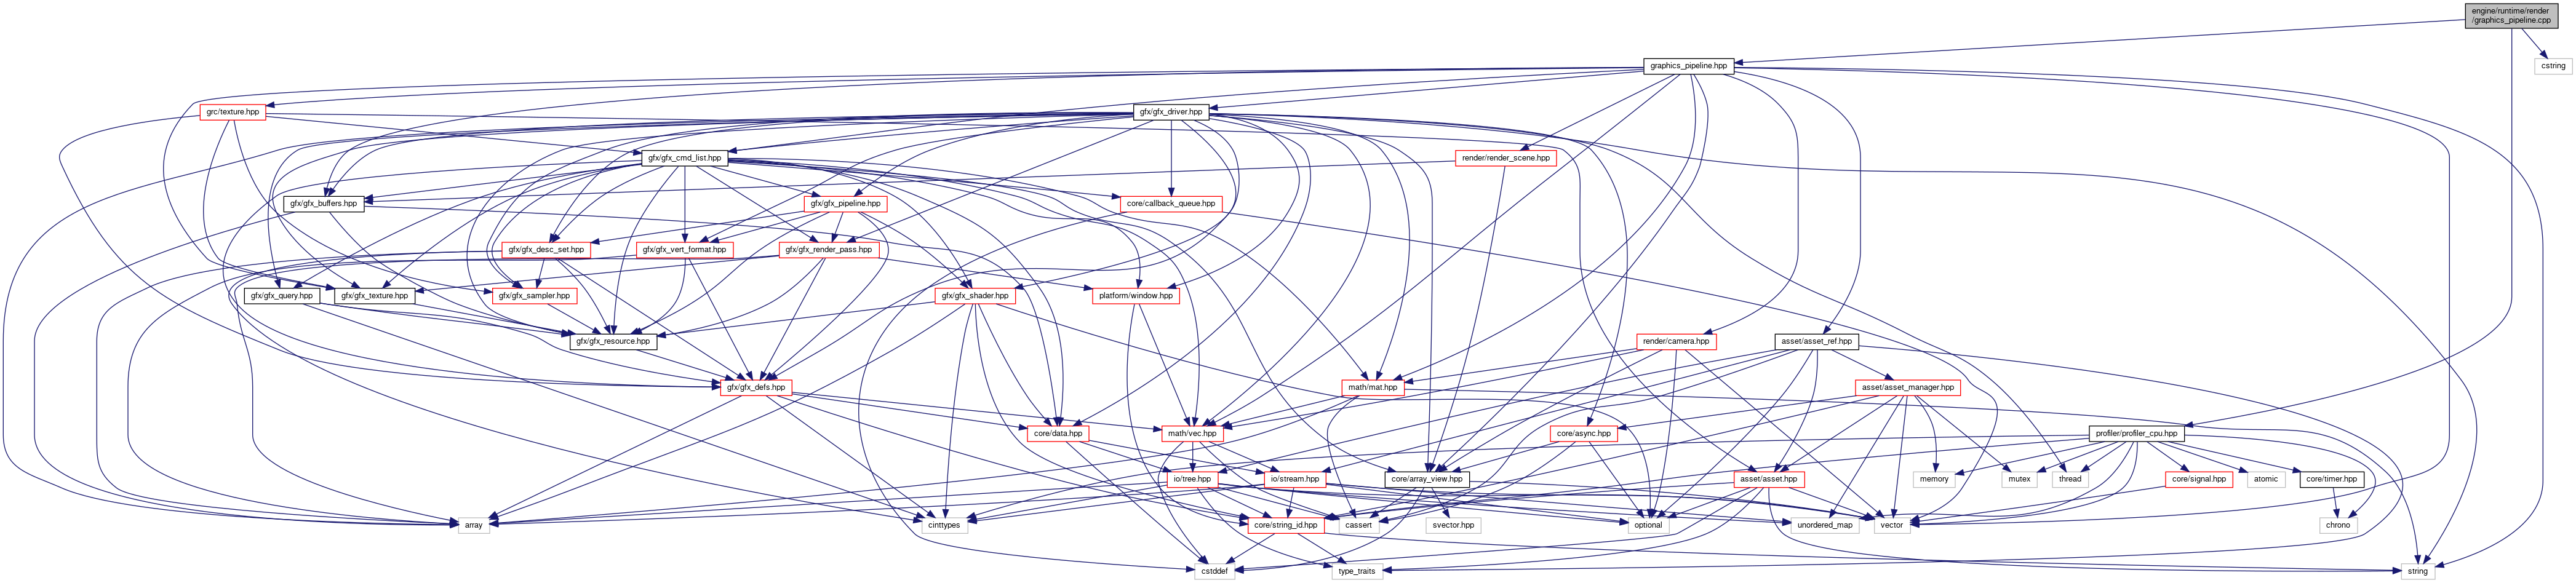 engine/runtime/render
/graphics_pipeline.cpp
graphics_pipeline.hpp
cstring
grc/texture.hpp
gfx/gfx_driver.hpp
gfx/gfx_cmd_list.hpp
render/render_scene.hpp
gfx/gfx_buffers.hpp
gfx/gfx_pipeline.hpp
core/callback_queue.hpp
gfx/gfx_desc_set.hpp
gfx/gfx_vert_format.hpp
gfx/gfx_render_pass.hpp
gfx/gfx_query.hpp
gfx/gfx_texture.hpp
gfx/gfx_sampler.hpp
gfx/gfx_shader.hpp
platform/window.hpp
gfx/gfx_resource.hpp
render/camera.hpp
asset/asset_ref.hpp
gfx/gfx_defs.hpp
math/mat.hpp
asset/asset_manager.hpp
core/data.hpp
math/vec.hpp
core/async.hpp
profiler/profiler_cpu.hpp
io/tree.hpp
io/stream.hpp
core/array_view.hpp
asset/asset.hpp
memory
mutex
thread
core/signal.hpp
atomic
core/timer.hpp
array
cinttypes
core/string_id.hpp
cassert
svector.hpp
optional
unordered_map
vector
chrono
cstddef
type_traits
string